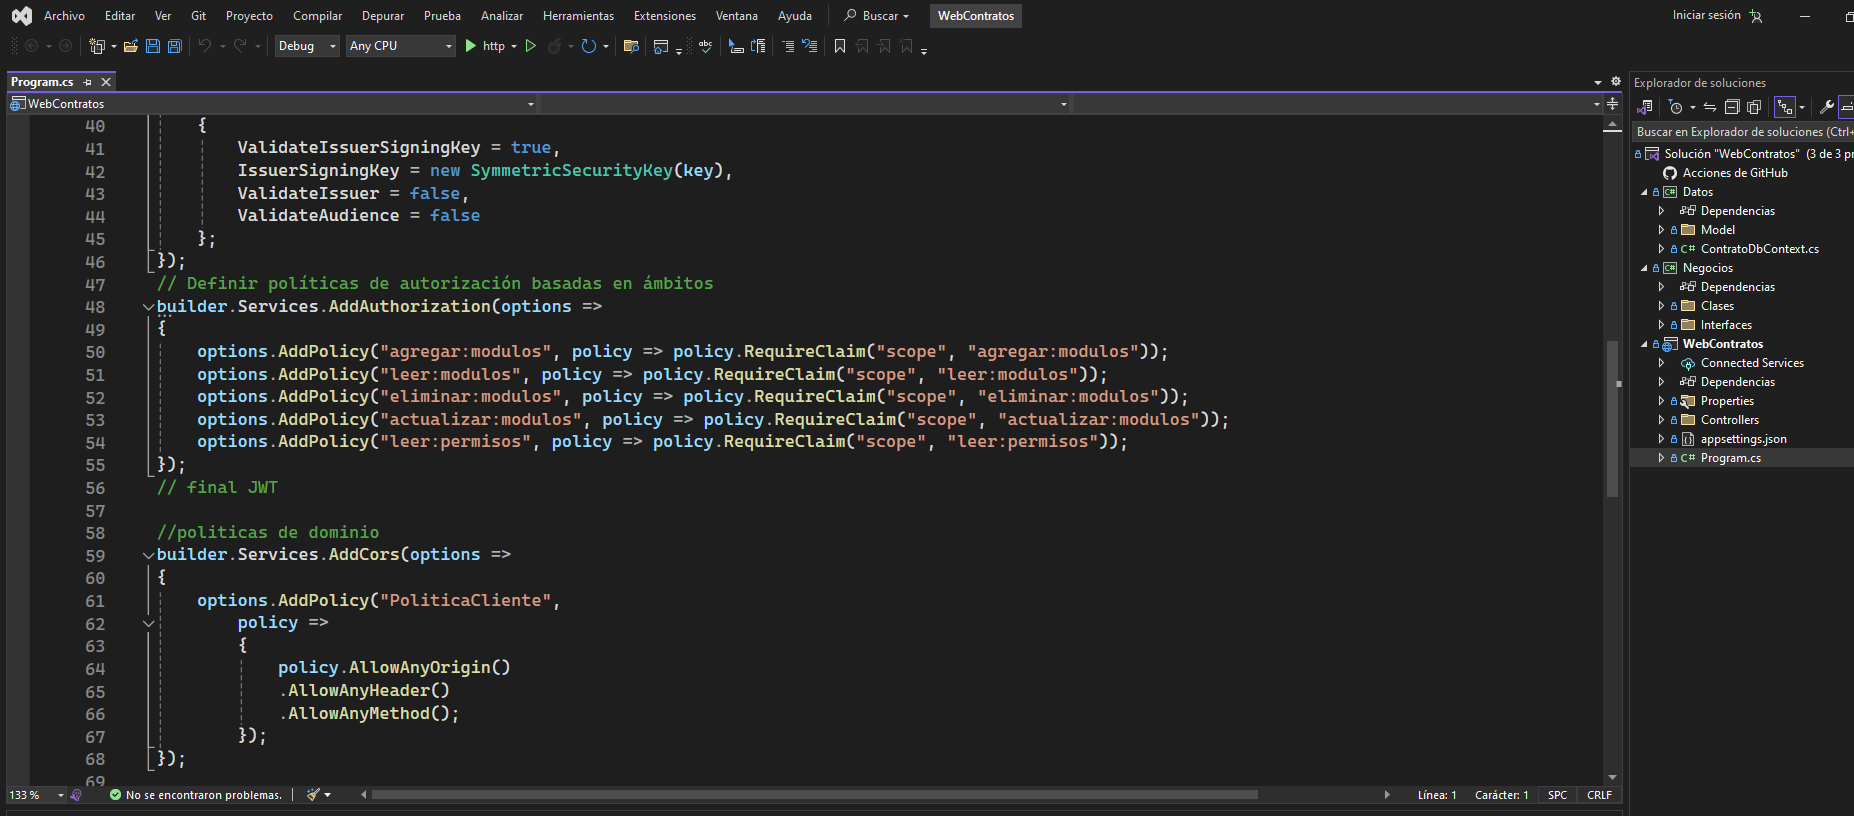 Archivo Editar Ver Git Proyecto Compilar Depurar Prueba Analizar Herramientas Extensiones Ventana Ayuda Buscar WebContratos Iniciar sesión
Debug Any CPU http
Program.cs
WebContratos
40 {
41 ValidateIssuerSigningKey = true,
42 IssuerSigningKey = new SymmetricSecurityKey(key),
43 ValidateIssuer = false,
44 ValidateAudience = false
45 };
46 });
47 // Definir políticas de autorización basadas en ámbitos
48 builder.Services.AddAuthorization(options =>
49 {
50 options.AddPolicy("agregar:modulos", policy => policy.RequireClaim("scope", "agregar:modulos"));
51 options.AddPolicy("leer:modulos", policy => policy.RequireClaim("scope", "leer:modulos"));
52 options.AddPolicy("eliminar:modulos", policy => policy.RequireClaim("scope", "eliminar:modulos"));
53 options.AddPolicy("actualizar:modulos", policy => policy.RequireClaim("scope", "actualizar:modulos"));
54 options.AddPolicy("leer:permisos", policy => policy.RequireClaim("scope", "leer:permisos"));
55 });
56 // final JWT
57
58 //politicas de dominio
59 builder.Services.AddCors(options =>
60 {
61 options.AddPolicy("PoliticaCliente",
62 policy =>
63 {
64 policy.AllowAnyOrigin()
65 .AllowAnyHeader()
66 .AllowAnyMethod();
67 });
68 });
69
133 % No se encontraron problemas. Línea: 1 Carácter: 1 SPC CRLF
Explorador de soluciones
Buscar en Explorador de soluciones (Ctrl+
Solución "WebContratos" (3 de 3 pr
Acciones de GitHub
C# Datos
Dependencias
Model
C# ContratoDbContext.cs
C# Negocios
Dependencias
Clases
Interfaces
WebContratos
Connected Services
Dependencias
Properties
Controllers
appsettings.json
C# Program.cs